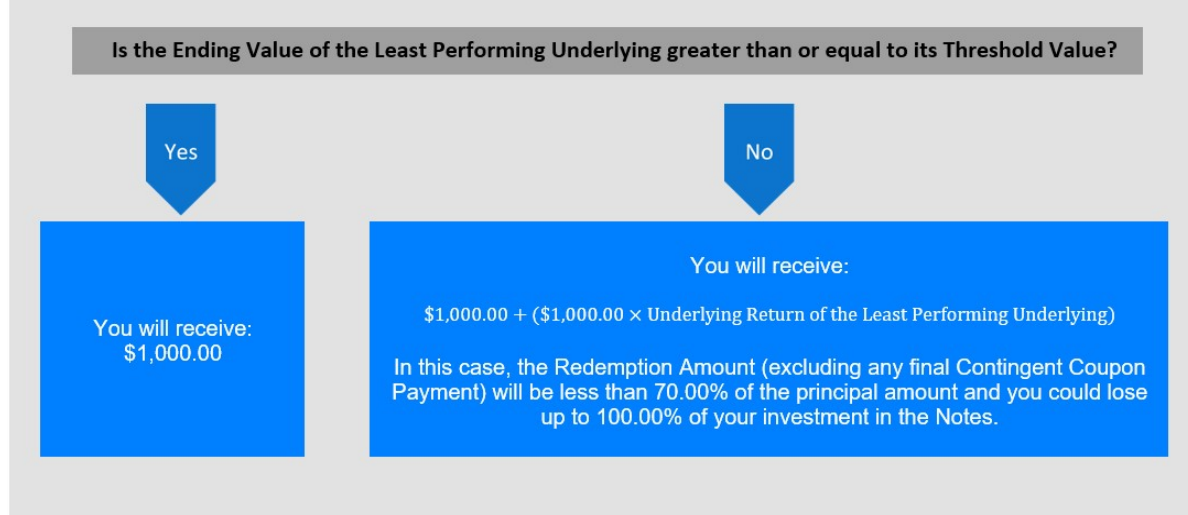 Is the Ending Value of the Least Performing Underlying greater than or equal to its Threshold Value?
Yes
No
You will receive:
$1,000.00
You will receive:
$1,000.00 + ($1,000.00 × Underlying Return of the Least Performing Underlying)
In this case, the Redemption Amount (excluding any final Contingent Coupon
Payment) will be less than 70.00% of the principal amount and you could lose
up to 100.00% of your investment in the Notes.